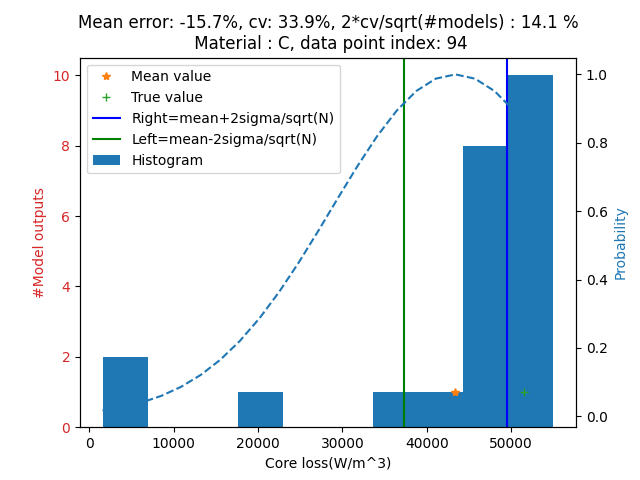 Mean error: -15.7%, cv: 33.9%, 2*cv/sqrt(#models) : 14.1 %
Material : C, data point index: 94
Mean value
True value
Right=mean+2sigma/sqrt(N)
Left=mean-2sigma/sqrt(N)
Histogram
#Model outputs
10
8
6
4
2
0
1.0
0.8
0.6
0.4
0.2
0.0
Probability
0 10000 20000 30000 40000 50000
Core loss(W/m^3)